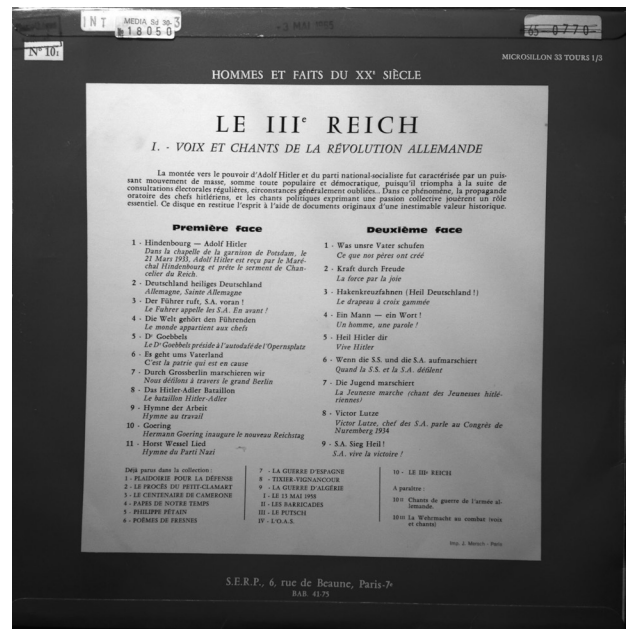 INT
MEDIA Sd 30-3
18050
-3 MAI
65-0770-
N° 10₁
MICROSILLON 33 TOURS 1/3
HOMMES ET FAITS DU XXᵉ SIÈCLE
LE IIIᵉ REICH
I. - VOIX ET CHANTS DE LA RÉVOLUTION ALLEMANDE
La montée vers le pouvoir d'Adolf Hitler et du parti national-socialiste fut caractérisée par un puis-
sant mouvement de masse, somme toute populaire et démocratique, puisqu'il triompha à la suite de
consultations électorales régulières, circonstances généralement oubliées... Dans ce phénomène, la propagande
oratoire des chefs hitlériens, et les chants politiques exprimant une passion collective jouèrent un rôle
essentiel. Ce disque en restitue l'esprit à l'aide de documents originaux d'une inestimable valeur historique.
Première face
1 - Hindenbourg — Adolf Hitler
Dans la chapelle de la garnison de Potsdam, le
21 Mars 1933, Adolf Hitler est reçu par le Maré-
chal Hindenbourg et prête le serment de Chan-
celier du Reich.
2 - Deutschland heiliges Deutschland
Allemagne, Sainte Allemagne
3 - Der Führer ruft, S.A. voran !
Le Fuhrer appelle les S.A. En avant !
4 - Die Welt gehört den Führenden
Le monde appartient aux chefs
5 - Dʳ Goebbels
Le Dʳ Goebbels préside à l'autodafé de l'Opernsplatz
6 - Es geht ums Vaterland
C'est la patrie qui est en cause
7 - Durch Grossberlin marschieren wir
Nous défilons à travers le grand Berlin
8 - Das Hitler-Adler Bataillon
Le bataillon Hitler-Adler
9 - Hymne der Arbeit
Hymne au travail
10 - Goering
Hermann Goering inaugure le nouveau Reichstag
11 - Horst Wessel Lied
Hymne du Parti Nazi
Deuxième face
1 - Was unsre Vater schufen
Ce que nos pères ont créé
2 - Kraft durch Freude
La force par la joie
3 - Hakenkreuzfahnen (Heil Deutschland !)
Le drapeau à croix gammée
4 - Ein Mann — ein Wort !
Un homme, une parole !
5 - Heil Hitler dir
Vive Hitler
6 - Wenn die S.S. und die S.A. aufmarschiert
Quand la S.S. et la S.A. défilent
7 - Die Jugend marschiert
La Jeunesse marche (chant des Jeunesses hitlé-
riennes)
8 - Victor Lutze
Victor Lutze, chef des S.A. parle au Congrès de
Nuremberg 1934
9 - S.A. Sieg Heil !
S.A. vive la victoire !
Déjà parus dans la collection :
1 - PLAIDOIRIE POUR LA DÉFENSE
2 - LE PROCÈS DU PETIT-CLAMART
3 - LE CENTENAIRE DE CAMERONE
4 - PAPES DE NOTRE TEMPS
5 - PHILIPPE PÉTAIN
6 - POÈMES DE FRESNES
7 - LA GUERRE D'ESPAGNE
8 - TIXIER-VIGNANCOUR
9 - LA GUERRE D'ALGÉRIE
I - LE 13 MAI 1958
II - LES BARRICADES
III - LE PUTSCH
IV - L'O.A.S.
10 - LE IIIᵉ REICH
A paraître :
10 II Chants de guerre de l'armée al-
lemande.
10 III La Wehrmacht au combat (voix
et chants)
Imp. J. Metsch - Paris
S.E.R.P., 6, rue de Beaune, Paris-7ᵉ
BAB. 41-75